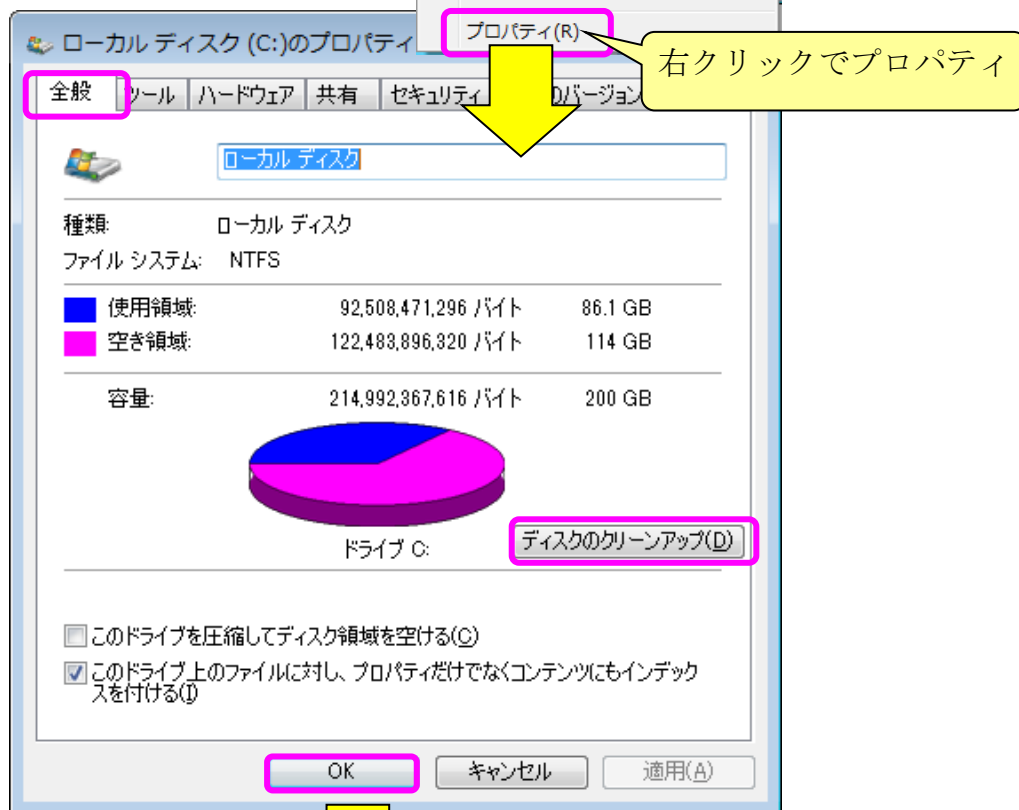 プロパティ(R)
右クリックでプロパティ
ローカル ディスク (C:)のプロパティ
全般 ツール ハードウェア 共有 セキュリティ のバージョン
ローカル ディスク
種類: ローカル ディスク
ファイル システム: NTFS
使用領域: 92,508,471,296 バイト 86.1 GB
空き領域: 122,483,896,320 バイト 114 GB
容量: 214,992,367,616 バイト 200 GB
ドライブ C:
ディスクのクリーンアップ(D)
このドライブを圧縮してディスク領域を空ける(C)
このドライブ上のファイルに対し、プロパティだけでなくコンテンツにもインデック
スを付ける(I)
OK キャンセル 適用(A)